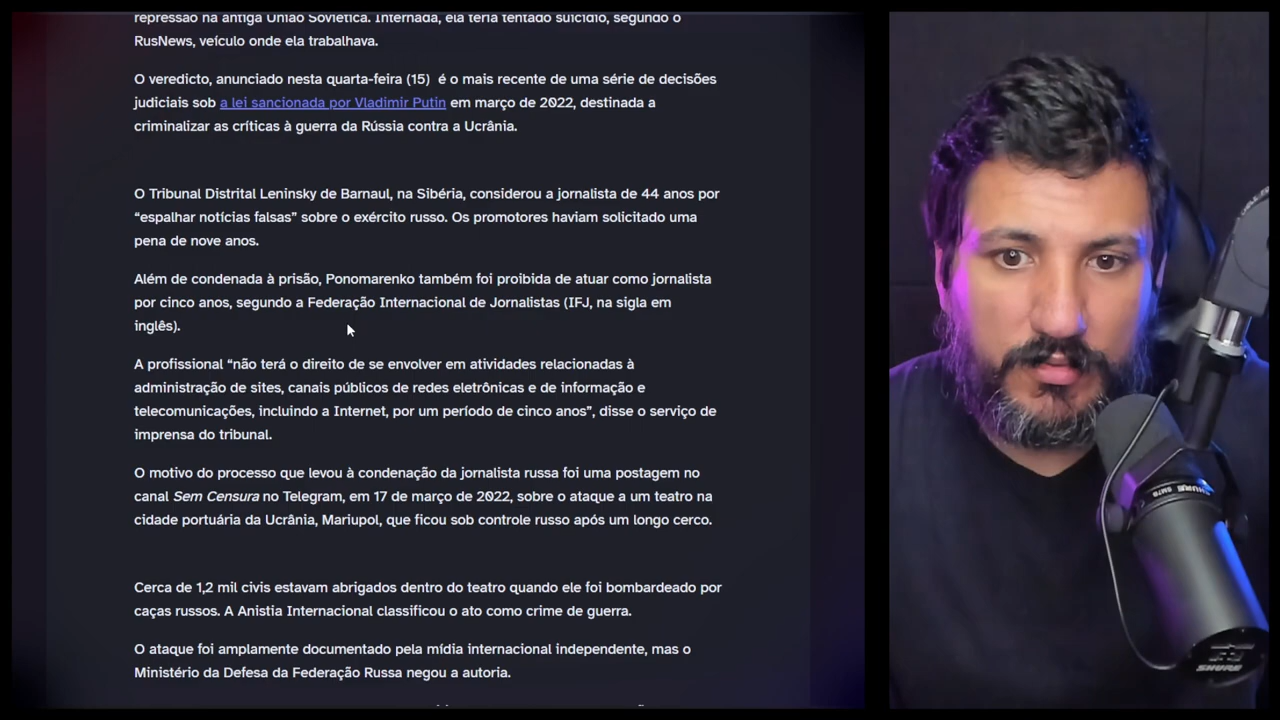 repressão na antiga União Soviética. Internada, ela teria tentado suicídio, segundo o
RusNews, veículo onde ela trabalhava.
O veredicto, anunciado nesta quarta-feira (15)  é o mais recente de uma série de decisões
judiciais sob a lei sancionada por Vladimir Putin em março de 2022, destinada a
criminalizar as críticas à guerra da Rússia contra a Ucrânia.
O Tribunal Distrital Leninsky de Barnaul, na Sibéria, considerou a jornalista de 44 anos por
“espalhar notícias falsas” sobre o exército russo. Os promotores haviam solicitado uma
pena de nove anos.
Além de condenada à prisão, Ponomarenko também foi proibida de atuar como jornalista
por cinco anos, segundo a Federação Internacional de Jornalistas (IFJ, na sigla em
inglês).
A profissional “não terá o direito de se envolver em atividades relacionadas à
administração de sites, canais públicos de redes eletrônicas e de informação e
telecomunicações, incluindo a Internet, por um período de cinco anos”, disse o serviço de
imprensa do tribunal.
O motivo do processo que levou à condenação da jornalista russa foi uma postagem no
canal Sem Censura no Telegram, em 17 de março de 2022, sobre o ataque a um teatro na
cidade portuária da Ucrânia, Mariupol, que ficou sob controle russo após um longo cerco.
Cerca de 1,2 mil civis estavam abrigados dentro do teatro quando ele foi bombardeado por
caças russos. A Anistia Internacional classificou o ato como crime de guerra.
O ataque foi amplamente documentado pela mídia internacional independente, mas o
Ministério da Defesa da Federação Russa negou a autoria.
SHURE SM7B
SHURE